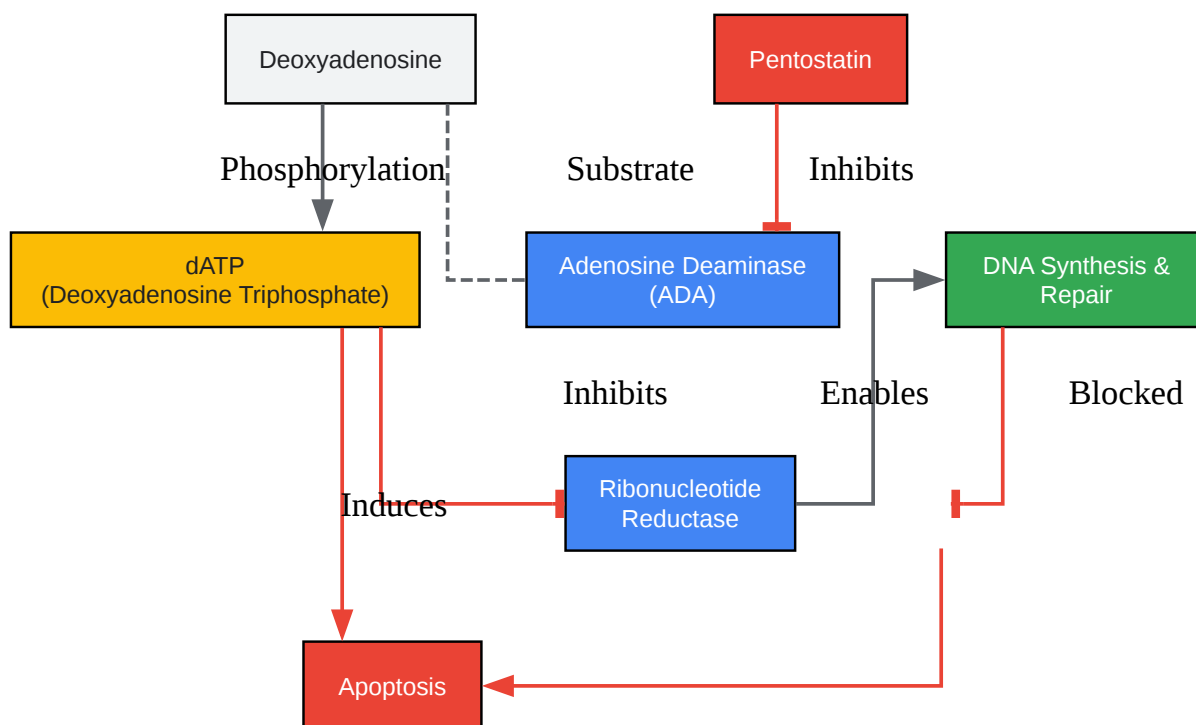 Deoxyadenosine
Pentostatin
Phosphorylation
Substrate
Inhibits
dATP
(Deoxyadenosine Triphosphate)
Adenosine Deaminase
(ADA)
DNA Synthesis &
Repair
Inhibits
Enables
Blocked
Induces
Ribonucleotide
Reductase
Apoptosis